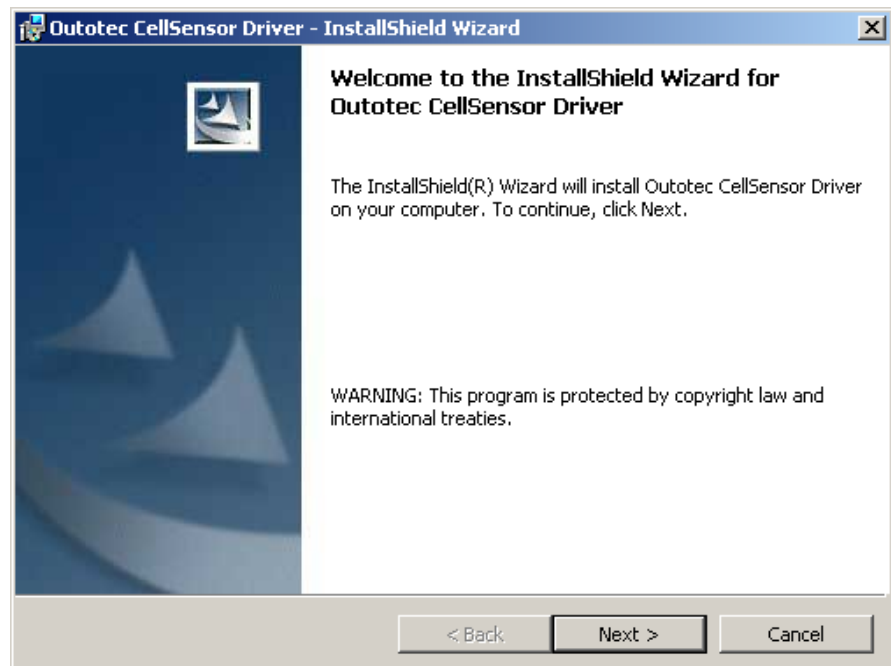 Outotec CellSensor Driver - InstallShield Wizard
Welcome to the InstallShield Wizard for
Outotec CellSensor Driver
The InstallShield(R) Wizard will install Outotec CellSensor Driver
on your computer. To continue, click Next.
WARNING: This program is protected by copyright law and
international treaties.
< Back
Next >
Cancel